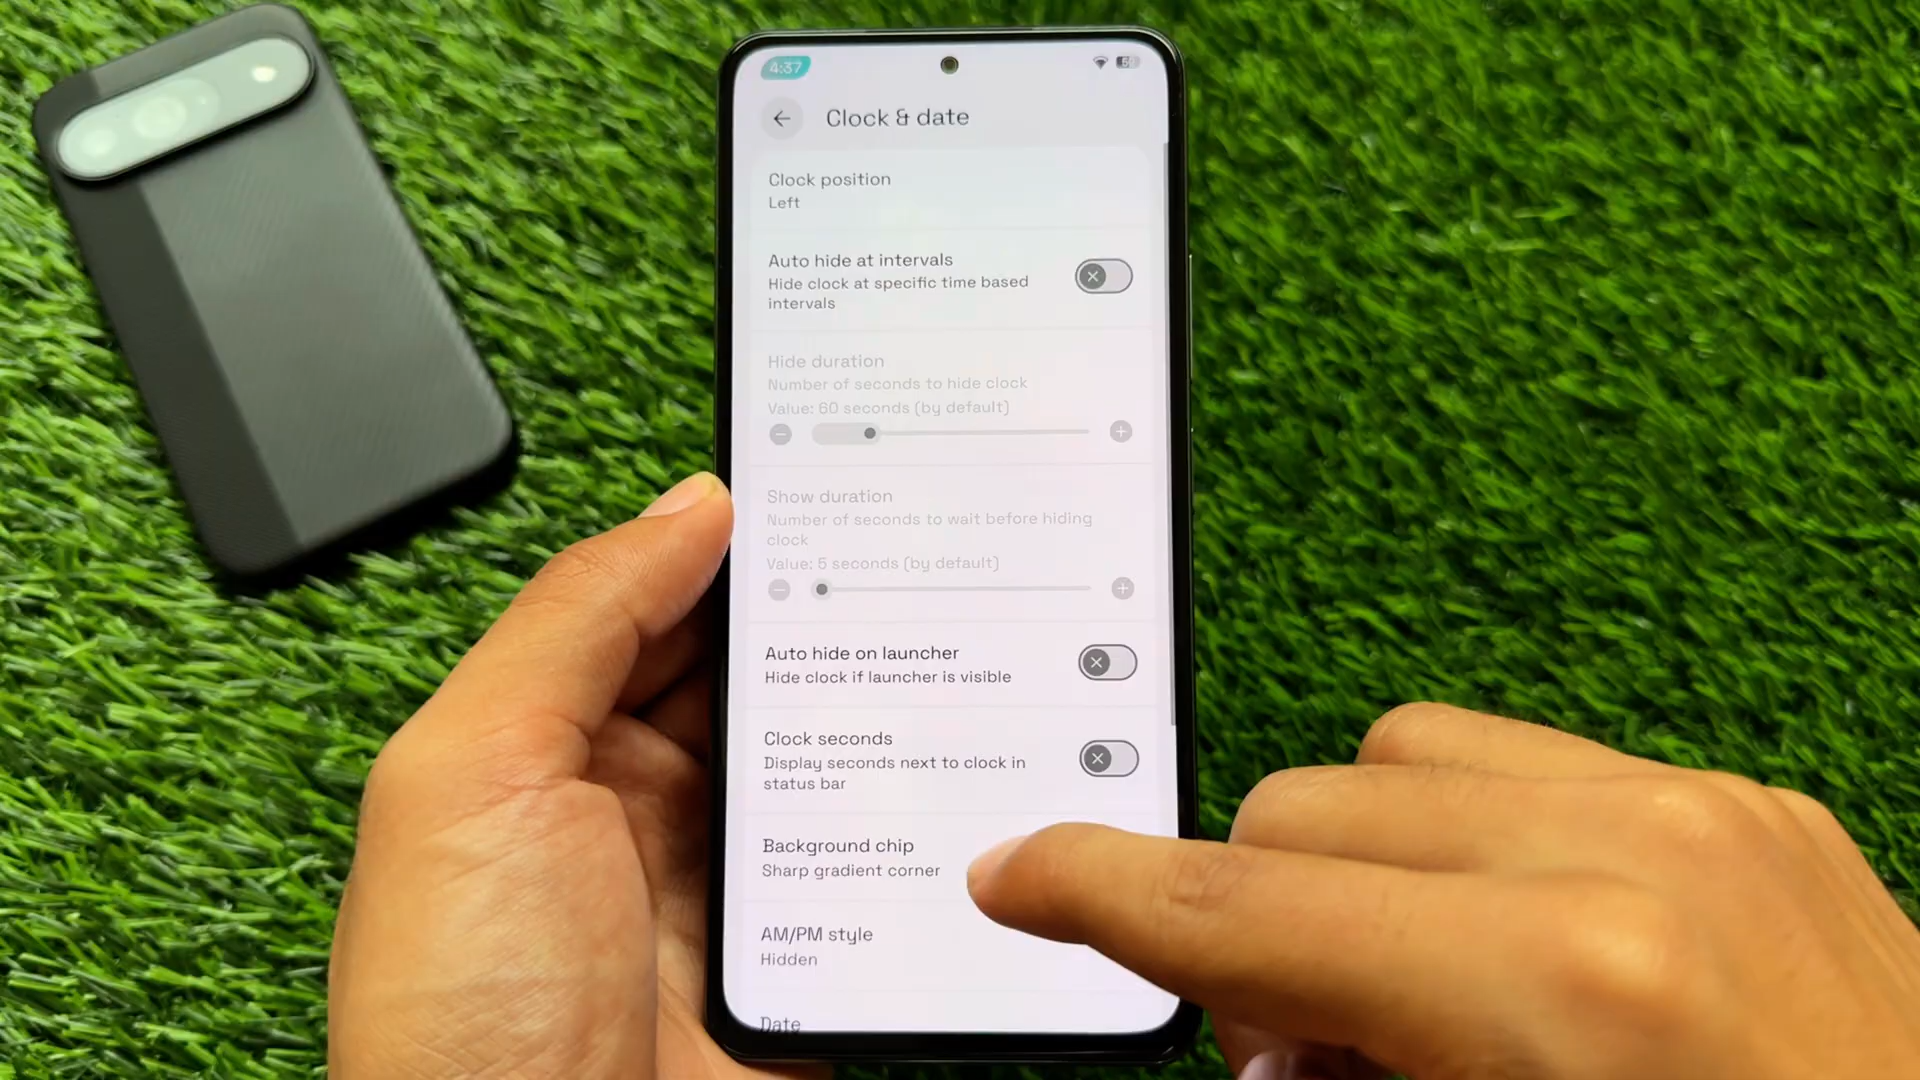 4:37
Clock & date
Clock position
Left
Auto hide at intervals
Hide clock at specific time based
intervals
Hide duration
Number of seconds to hide clock
Value: 60 seconds (by default)
Show duration
Number of seconds to wait before hiding
clock
Value: 5 seconds (by default)
Auto hide on launcher
Hide clock if launcher is visible
Clock seconds
Display seconds next to clock in
status bar
Background chip
Sharp gradient corner
AM/PM style
Hidden
Date